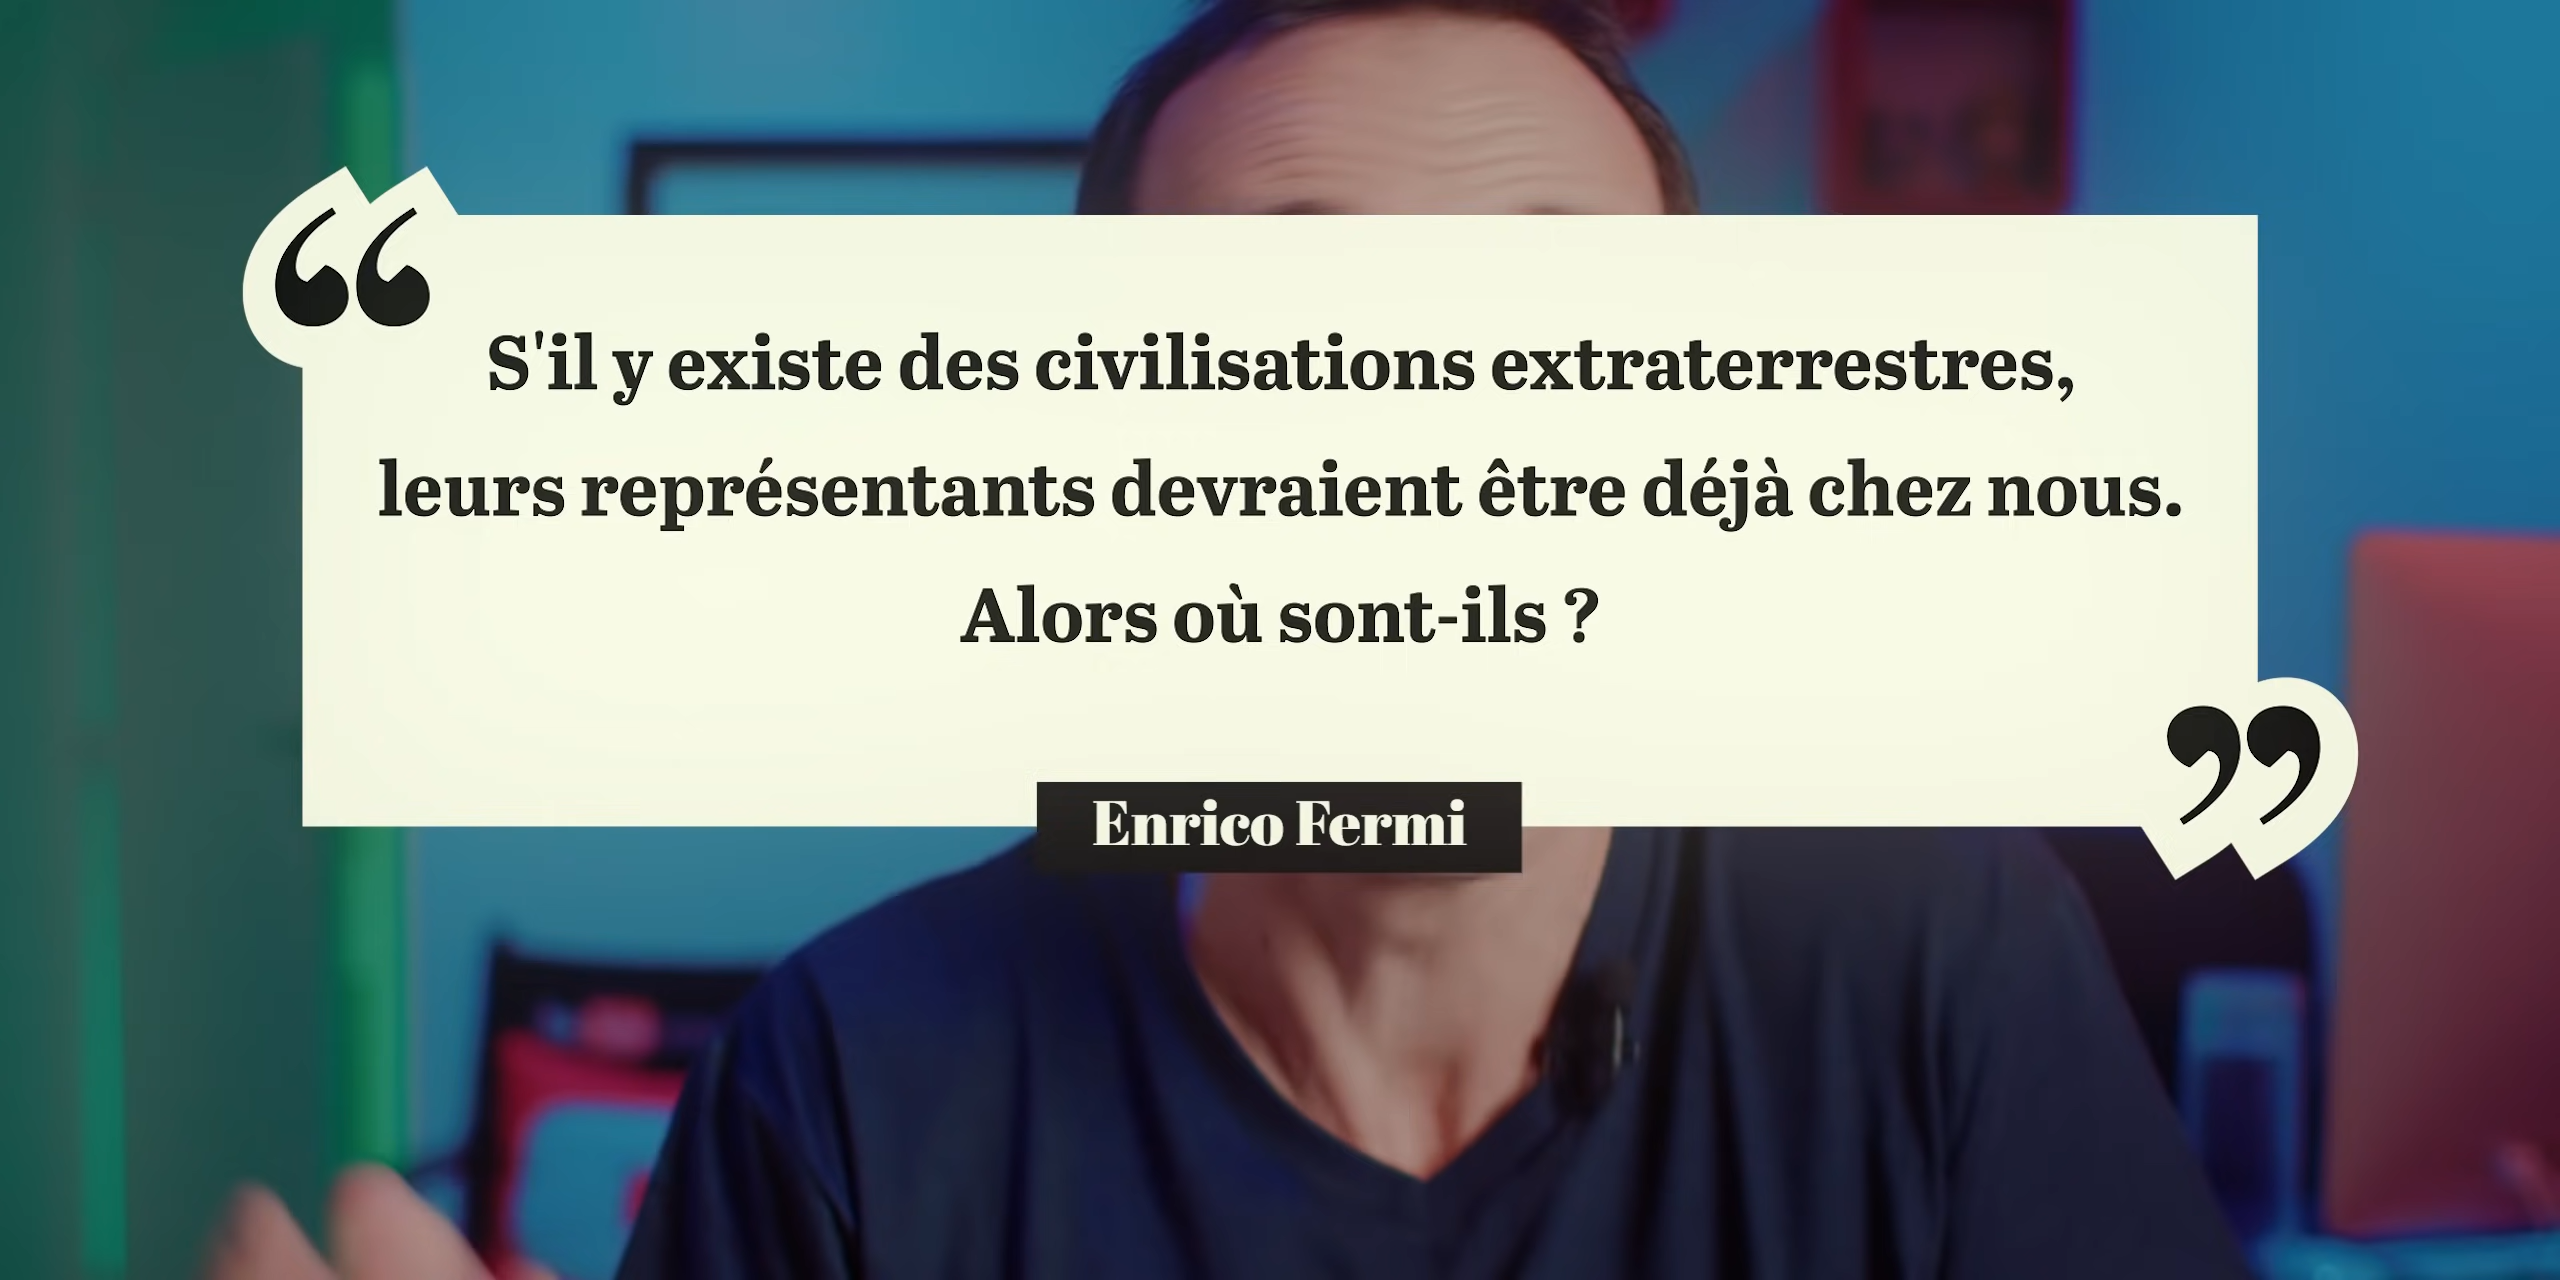 “
S'il y existe des civilisations extraterrestres,
leurs représentants devraient être déjà chez nous.
Alors où sont-ils ?
”
Enrico Fermi